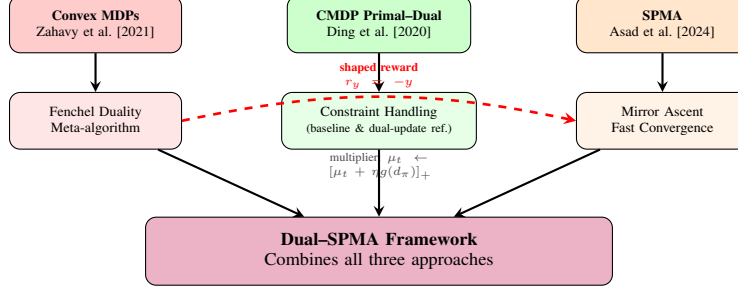 Convex MDPs
Zahavy et al. [2021]
CMDP Primal–Dual
Ding et al. [2020]
SPMA
Asad et al. [2024]
shaped reward
r_y = −y
Fenchel Duality
Meta-algorithm
Constraint Handling
(baseline & dual-update ref.)
Mirror Ascent
Fast Convergence
multiplier: μ_t ←
[μ_t + ηg(d_π)]_+
Dual–SPMA Framework
Combines all three approaches